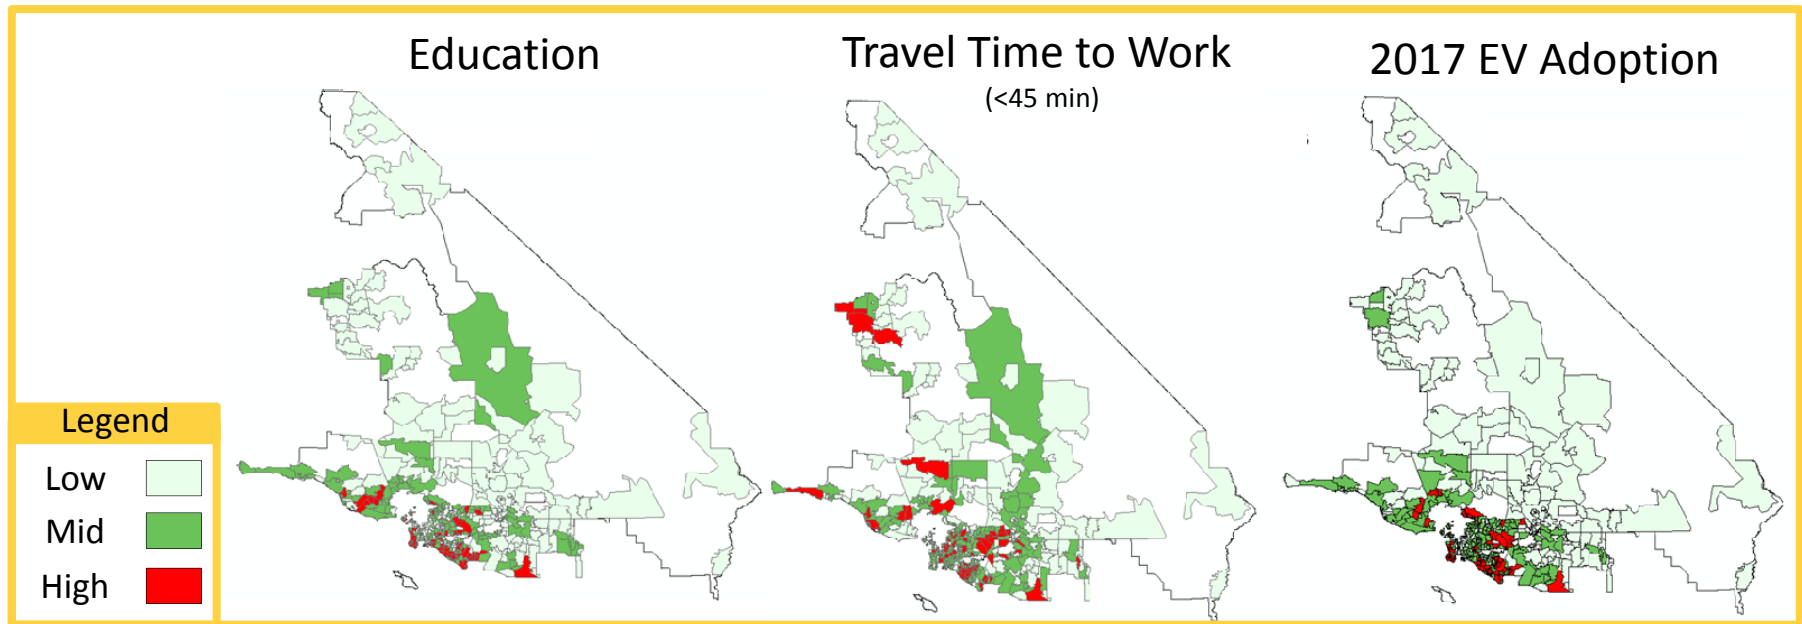 Education
Travel Time to Work
(<45 min)
2017 EV Adoption
Legend
Low
Mid
High